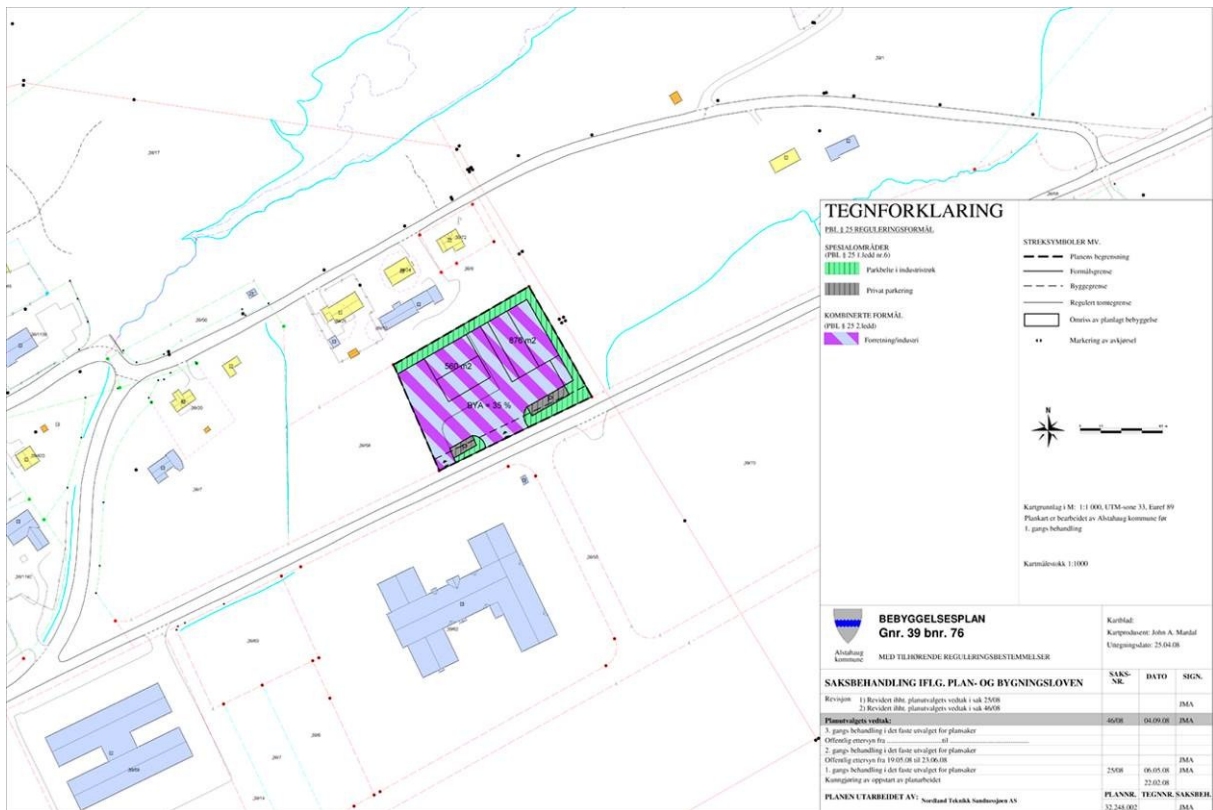 560 m2
676 m2
BYA = 35 %
TEGNFORKLARING
PBL § 25 REGULERINGSFORMÅL
SPESIALOMRÅDER
(PBL § 25 1.ledd nr.6)
Parkbelte i industristrøk
Privat parkering
KOMBINERTE FORMÅL
(PBL § 25 2.ledd)
Forretning/industri
STREKSYMBOLER MV.
Planens begrensning
Formålsgrense
Byggegrense
Regulert tomtegrense
Omriss av planlagt bebyggelse
Markering av avkjørsel
N
Kartgrunnlag i M: 1:1 000, UTM-sone 33, Euref 89
Plankart er bearbeidet av Alstahaug kommune før
1. gangs behandling
Kartmålestokk 1:1000
Alstahaug
kommune
BEBYGGELSESPLAN
Gnr. 39 bnr. 76
MED TILHØRENDE REGULERINGSBESTEMMELSER
Kartblad:
Kartprodusent: John A. Mardal
Utregningsdato: 25.04.08
SAKSBEHANDLING IFLG. PLAN- OG BYGNINGSLOVEN SAKS-NR. DATO SIGN.
Revisjon 1) Revidert ihht. planutvalgets vedtak i sak 25/08
2) Revidert ihht. planutvalgets vedtak i sak 46/08 JMA
Planutvalgets vedtak: 46/08 04.09.08 JMA
3. gangs behandling i det faste utvalget for plansaker
Offentlig ettersyn fra ........ til ........
2. gangs behandling i det faste utvalget for plansaker
Offentlig ettersyn fra 19.05.08 til 23.06.08 JMA
1. gangs behandling i det faste utvalget for plansaker 25/08 06.05.08 JMA
Kunngjøring av oppstart av planarbeidet 22.02.08
PLANEN UTARBEIDET AV: Nordland Teknikk Sandnessjøen AS PLANNR. TEGNNR. SAKSBEH.
32.248.002 JMA